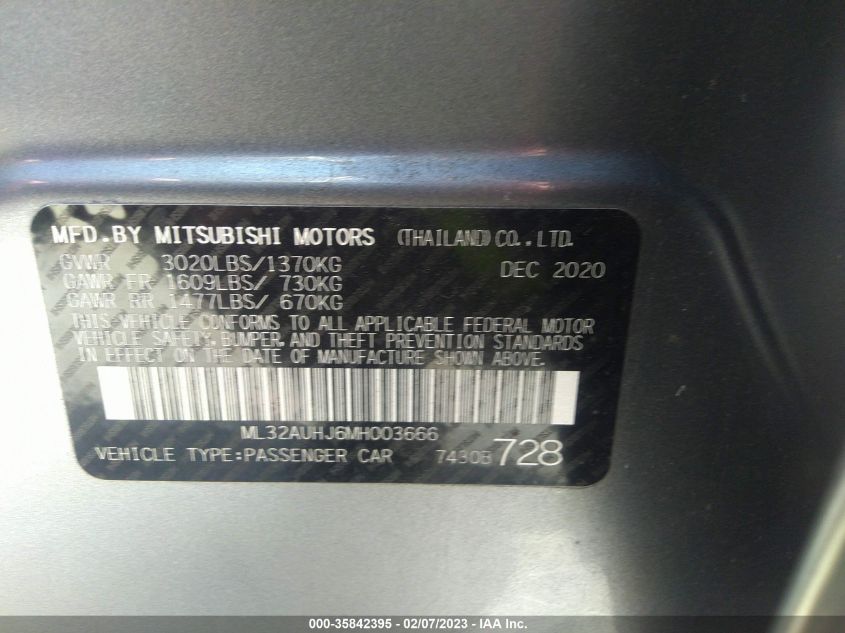 MFD.BY MITSUBISHI MOTORS (THAILAND) CO.,LTD.
GVWR 3020LBS/1370KG DEC 2020
GAWR FR 1609LBS/ 730KG
GAWR RR 1477LBS/ 670KG
THIS VEHICLE CONFORMS TO ALL APPLICABLE FEDERAL MOTOR
VEHICLE SAFETY, BUMPER, AND THEFT PREVENTION STANDARDS
IN EFFECT ON THE DATE OF MANUFACTURE SHOWN ABOVE.
ML32AUHJ6MH003666
VEHICLE TYPE:PASSENGER CAR 7430B 728
000-35842395 - 02/07/2023 - IAA Inc.